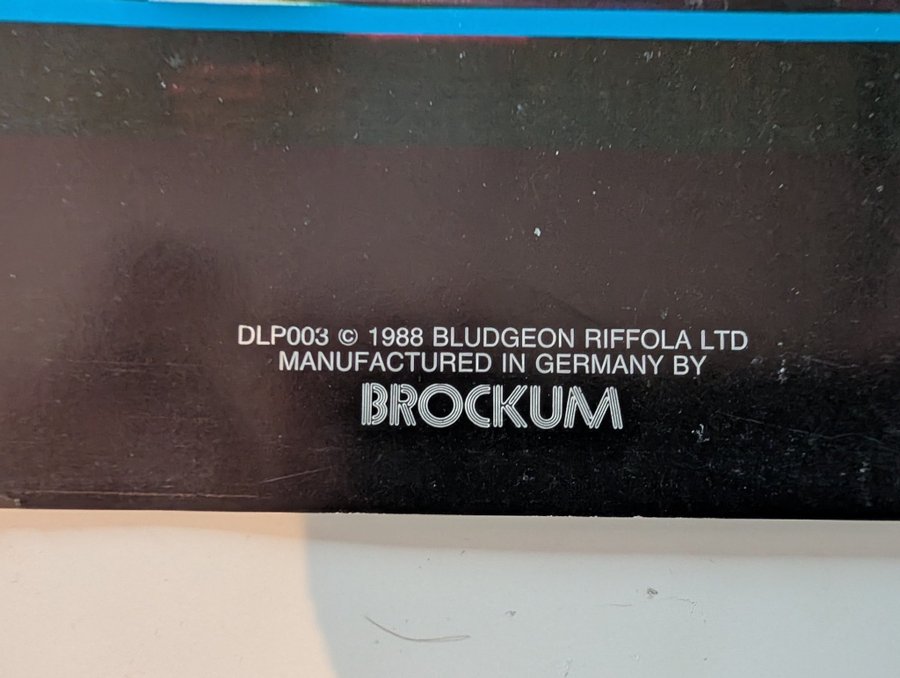 DLP003 © 1988 BLUDGEON RIFFOLA LTD
MANUFACTURED IN GERMANY BY
BROCKUM